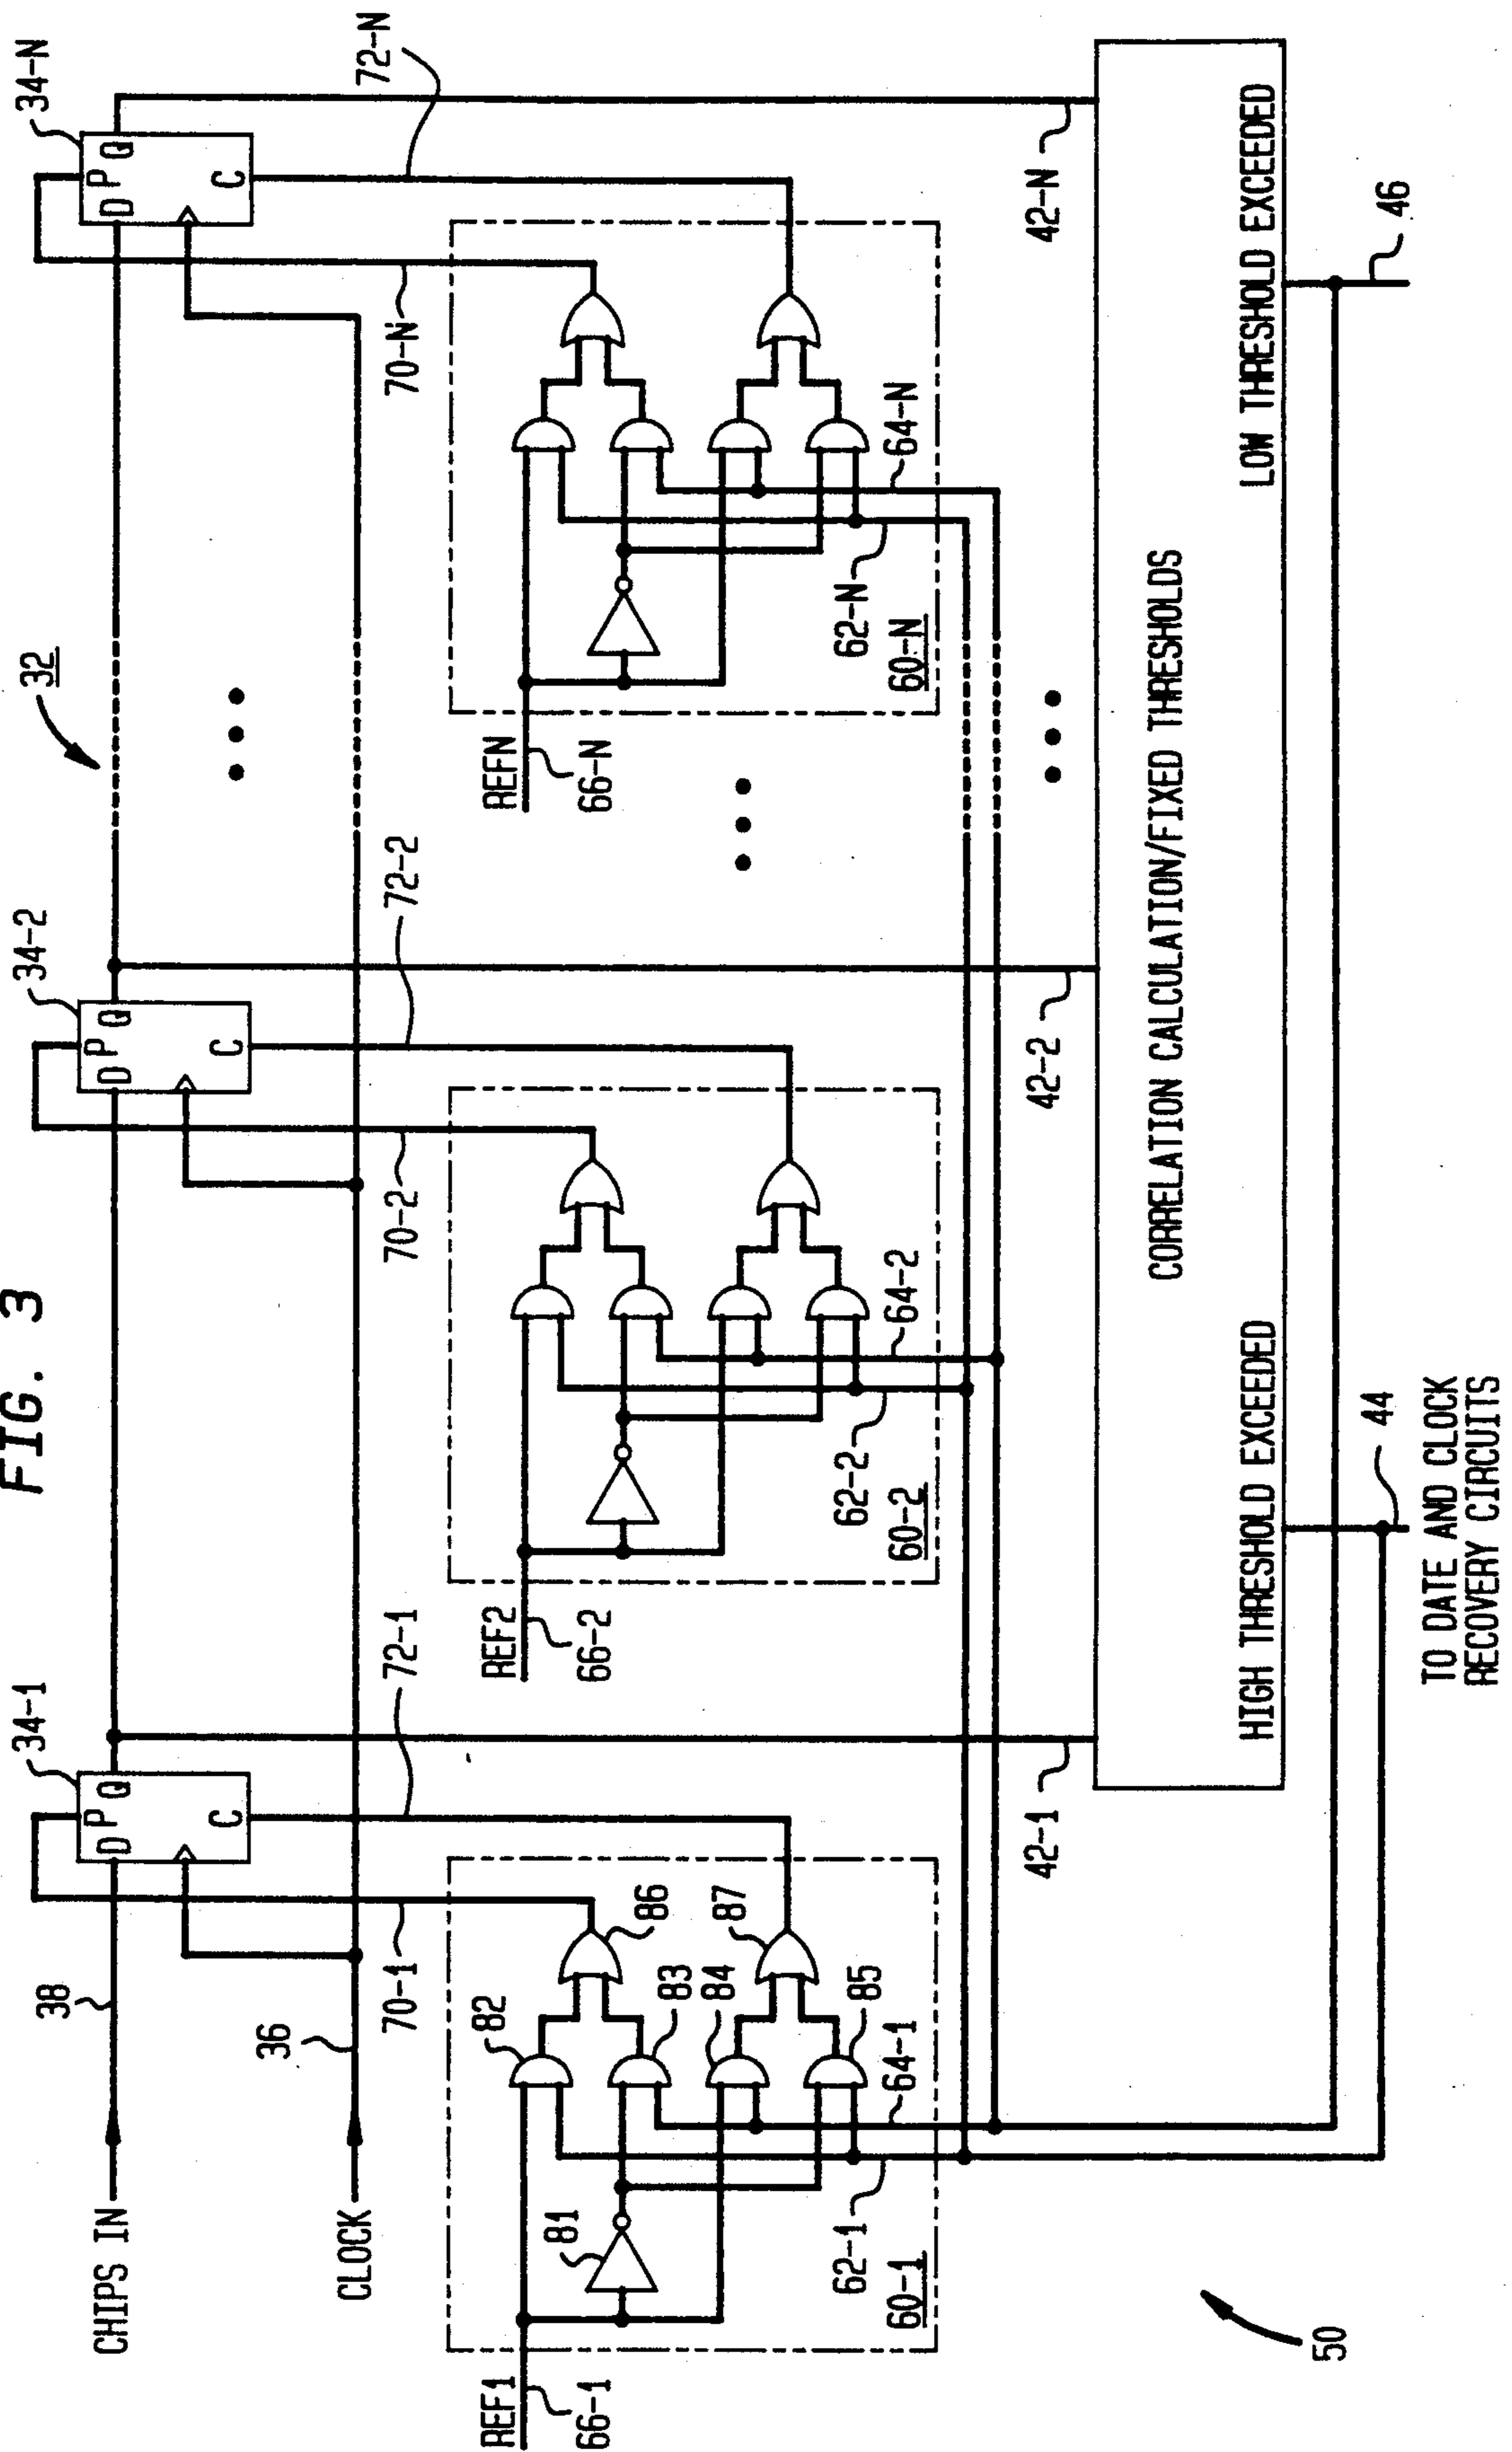 FIG. 3
32
CHIPS IN
38
34-1
D P Q
C
34-2
D P Q
C
34-N
D P Q
C
CLOCK
36
70-1
72-1
70-2
72-2
70-N
72-N
REF1
66-1
81
82
83
84
85
86
87
62-1
64-1
60-1
REF2
66-2
62-2
64-2
60-2
REFN
66-N
62-N
64-N
60-N
42-1
42-2
42-N
CORRELATION CALCULATION/FIXED THRESHOLDS
HIGH THRESHOLD EXCEEDED
LOW THRESHOLD EXCEEDED
44
46
TO DATE AND CLOCK
RECOVERY CIRCUITS
50